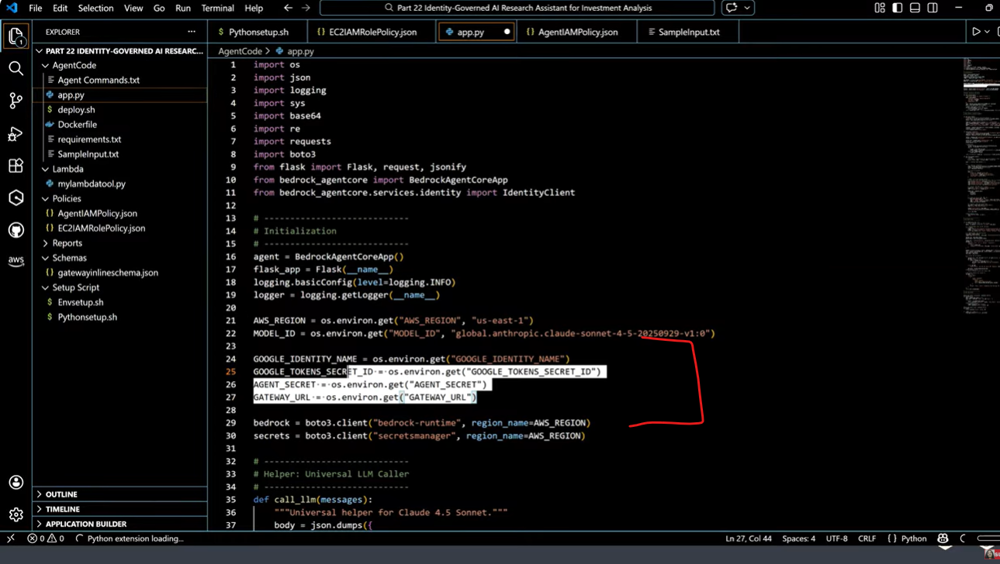 File Edit Selection View Go Run Terminal Help
Part 22 Identity-Governed AI Research Assistant for Investment Analysis
EXPLORER
PART 22 IDENTITY-GOVERNED AI RESEARC...
AgentCode
Agent Commands.txt
app.py
deploy.sh
Dockerfile
requirements.txt
SampleInput.txt
Lambda
mylambdatool.py
Policies
AgentIAMPolicy.json
EC2IAMRolePolicy.json
Reports
Schemas
gatewayinlineschema.json
Setup Script
Envsetup.sh
Pythonsetup.sh
OUTLINE
TIMELINE
APPLICATION BUILDER
aws
1
$ Pythonsetup.sh {} EC2IAMRolePolicy.json app.py {} AgentIAMPolicy.json SampleInput.txt
AgentCode > app.py
1 import os
2 import json
3 import logging
4 import sys
5 import base64
6 import re
7 import requests
8 import boto3
9 from flask import Flask, request, jsonify
10 from bedrock_agentcore import BedrockAgentCoreApp
11 from bedrock_agentcore.services.identity import IdentityClient
12
13 # ---------------------------
14 # Initialization
15 # ---------------------------
16 agent = BedrockAgentCoreApp()
17 flask_app = Flask(__name__)
18 logging.basicConfig(level=logging.INFO)
19 logger = logging.getLogger(__name__)
20
21 AWS_REGION = os.environ.get("AWS_REGION", "us-east-1")
22 MODEL_ID = os.environ.get("MODEL_ID", "global.anthropic.claude-sonnet-4-5-20250929-v1:0")
23
24 GOOGLE_IDENTITY_NAME = os.environ.get("GOOGLE_IDENTITY_NAME")
25 GOOGLE_TOKENS_SECRET_ID = os.environ.get("GOOGLE_TOKENS_SECRET_ID")
26 AGENT_SECRET = os.environ.get("AGENT_SECRET")
27 GATEWAY_URL = os.environ.get("GATEWAY_URL")
28
29 bedrock = boto3.client("bedrock-runtime", region_name=AWS_REGION)
30 secrets = boto3.client("secretsmanager", region_name=AWS_REGION)
31
32 # ---------------------------
33 # Helper: Universal LLM Caller
34 # ---------------------------
35 def call_llm(messages):
36 """Universal helper for Claude 4.5 Sonnet."""
37 body = json.dumps({
0 0 Python extension loading... Ln 27, Col 44 Spaces: 4 UTF-8 CRLF {} Python